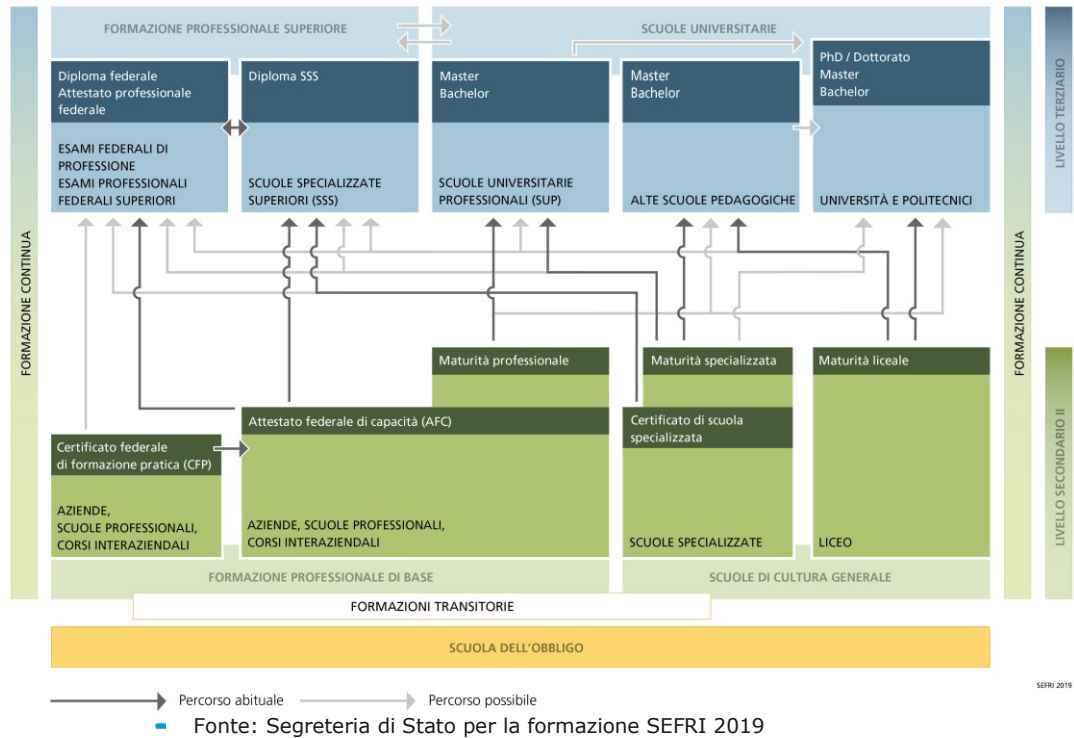 FORMAZIONE PROFESSIONALE SUPERIORE
SCUOLE UNIVERSITARIE
Diploma federale
Attestato professionale
federale
ESAMI FEDERALI DI
PROFESSIONE
ESAMI PROFESSIONALI
FEDERALI SUPERIORI
Diploma SSS
SCUOLE SPECIALIZZATE
SUPERIORI (SSS)
Master
Bachelor
SCUOLE UNIVERSITARIE
PROFESSIONALI (SUP)
Master
Bachelor
ALTE SCUOLE PEDAGOGICHE
PhD / Dottorato
Master
Bachelor
UNIVERSITÀ E POLITECNICI
FORMAZIONE CONTINUA
FORMAZIONE CONTINUA
LIVELLO TERZIARIO
LIVELLO SECONDARIO II
Maturità professionale
Maturità specializzata
Maturità liceale
Attestato federale di capacità (AFC)
Certificato di scuola
specializzata
Certificato federale
di formazione pratica (CFP)
AZIENDE,
SCUOLE PROFESSIONALI,
CORSI INTERAZIENDALI
AZIENDE, SCUOLE PROFESSIONALI,
CORSI INTERAZIENDALI
SCUOLE SPECIALIZZATE
LICEO
FORMAZIONE PROFESSIONALE DI BASE
SCUOLE DI CULTURA GENERALE
FORMAZIONI TRANSITORIE
SCUOLA DELL'OBBLIGO
SEFRI 2019
Percorso abituale
Percorso possibile
Fonte: Segreteria di Stato per la formazione SEFRI 2019